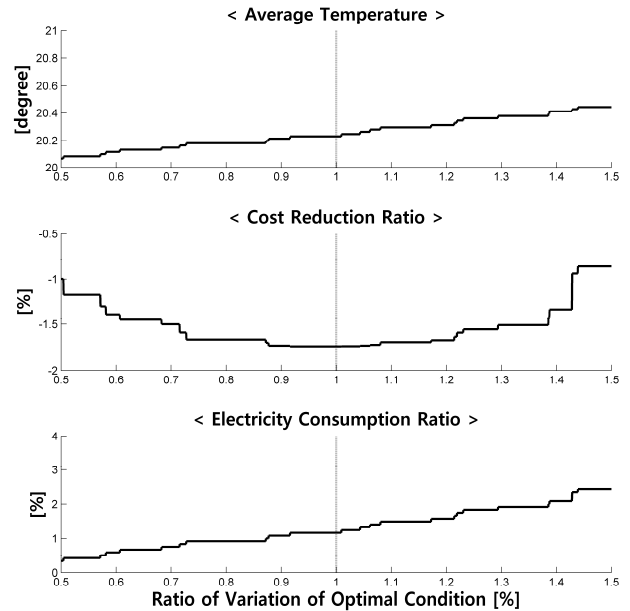 < Average Temperature >
[degree]
21
20.8
20.6
20.4
20.2
20
0.5 0.6 0.7 0.8 0.9 1 1.1 1.2 1.3 1.4 1.5
< Cost Reduction Ratio >
[%]
-0.5
-1
-1.5
-2
0.5 0.6 0.7 0.8 0.9 1 1.1 1.2 1.3 1.4 1.5
< Electricity Consumption Ratio >
[%]
4
3
2
1
0
0.5 0.6 0.7 0.8 0.9 1 1.1 1.2 1.3 1.4 1.5
Ratio of Variation of Optimal Condition [%]